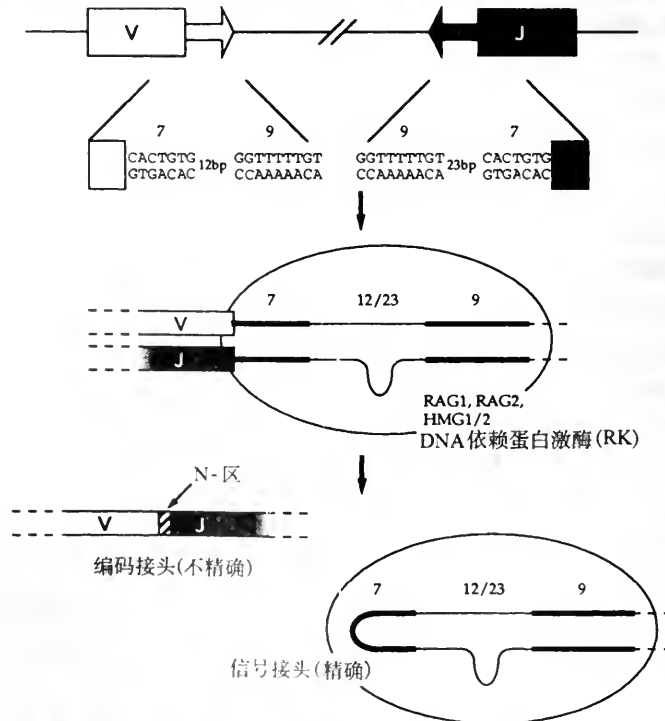 V J
7 9 9 7
CACTGTG 12bp GGTTTTTGT GGTTTTTGT 23bp CACTGTG
GTGACAC CCAAAAACA CCAAAAACA GTGACAC
7 12/23 9
V
J
RAG1, RAG2,
HMG1/2
DNA依赖蛋白激酶(RK)
N-区
V J
编码接头(不精确)
7 12/23 9
信号接头(精确)